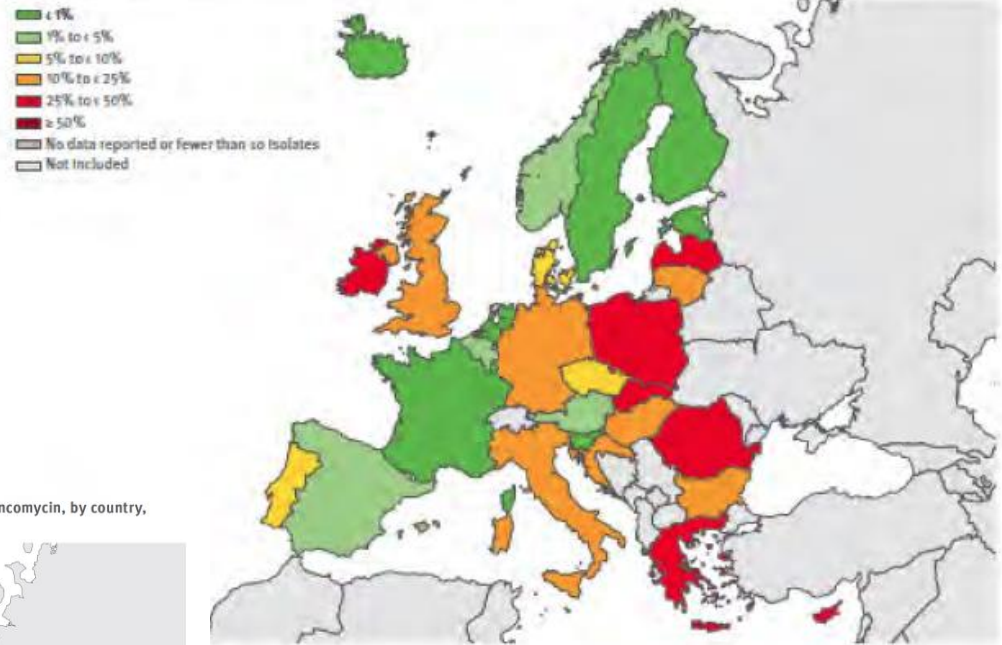 < 1%
1% to < 5%
5% to < 10%
10% to < 25%
25% to < 50%
≥ 50%
No data reported or fewer than 10 isolates
Not included
ncomycin, by country,